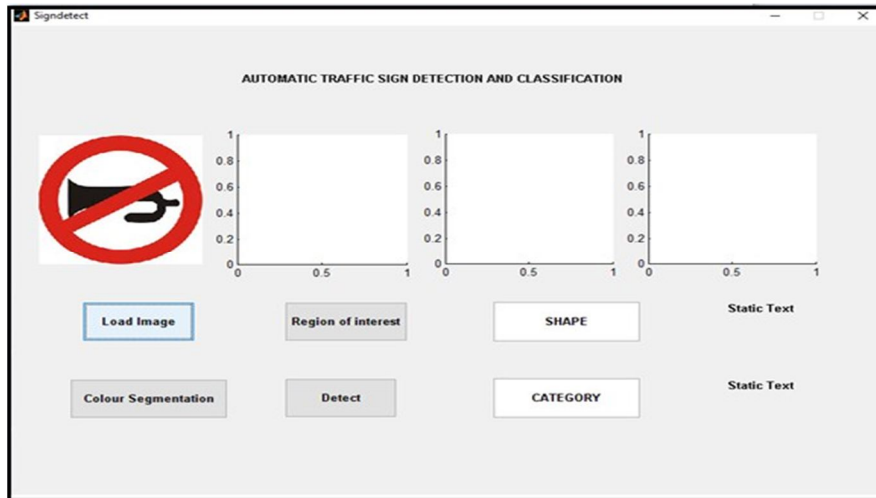 Signdetect
AUTOMATIC TRAFFIC SIGN DETECTION AND CLASSIFICATION
1
0.8
0.6
0.4
0.2
0
0 0.5 1
1
0.8
0.6
0.4
0.2
0
0 0.5 1
1
0.8
0.6
0.4
0.2
0
0 0.5 1
Load Image
Region of interest
SHAPE
Static Text
Colour Segmentation
Detect
CATEGORY
Static Text